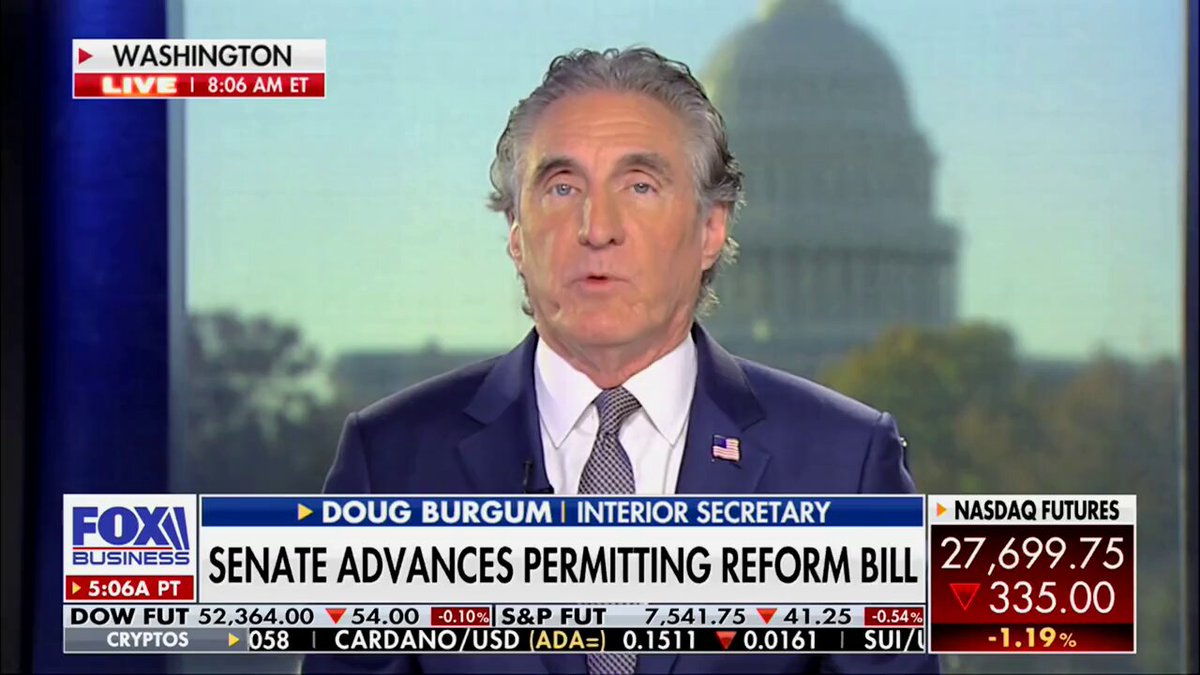 WASHINGTON
LIVE | 8:06 AM ET
FOX
BUSINESS
5:06A PT
DOUG BURGUM | INTERIOR SECRETARY
SENATE ADVANCES PERMITTING REFORM BILL
NASDAQ FUTURES
27,699.75
335.00
-1.19%
DOW FUT 52,364.00 54.00 -0.10% S&P FUT 7,541.75 41.25 -0.54%
CRYPTOS 058 | CARDANO/USD (ADA=) 0.1511 0.0161 | SUI/U